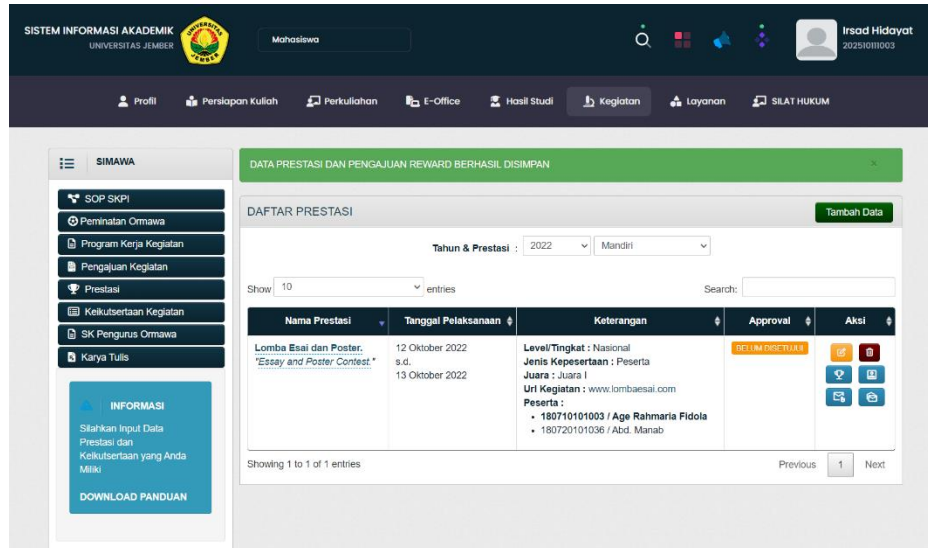 SISTEM INFORMASI AKADEMIK
UNIVERSITAS JEMBER
UNIVERSITAS
JEMBER
Mahasiswa
Irsad Hidayat
202510111003
Profil
Persiapan Kuliah
Perkuliahan
E-Office
Hasil Studi
Kegiatan
Layanan
SILAT HUKUM
SIMAWA
SOP SKPI
Peminatan Ormawa
Program Kerja Kegiatan
Pengajuan Kegiatan
Prestasi
Keikutsertaan Kegiatan
SK Pengurus Ormawa
Karya Tulis
INFORMASI
Silahkan Input Data
Prestasi dan
Keikutsertaan yang Anda
Miliki
DOWNLOAD PANDUAN
DATA PRESTASI DAN PENGAJUAN REWARD BERHASIL DISIMPAN
×
DAFTAR PRESTASI
Tambah Data
Tahun & Prestasi : 2022 Mandiri
Show 10 entries
Search:
Nama Prestasi
Tanggal Pelaksanaan
Keterangan
Approval
Aksi
Lomba Esai dan Poster.
"Essay and Poster Contest."
12 Oktober 2022
s.d.
13 Oktober 2022
Level/Tingkat : Nasional
Jenis Kepesertaan : Peserta
Juara : Juara I
Url Kegiatan : www.lombaesai.com
Peserta :
• 180710101003 / Age Rahmaria Fidola
• 180720101036 / Abd. Manab
BELUM DISETUJUI
Showing 1 to 1 of 1 entries
Previous 1 Next